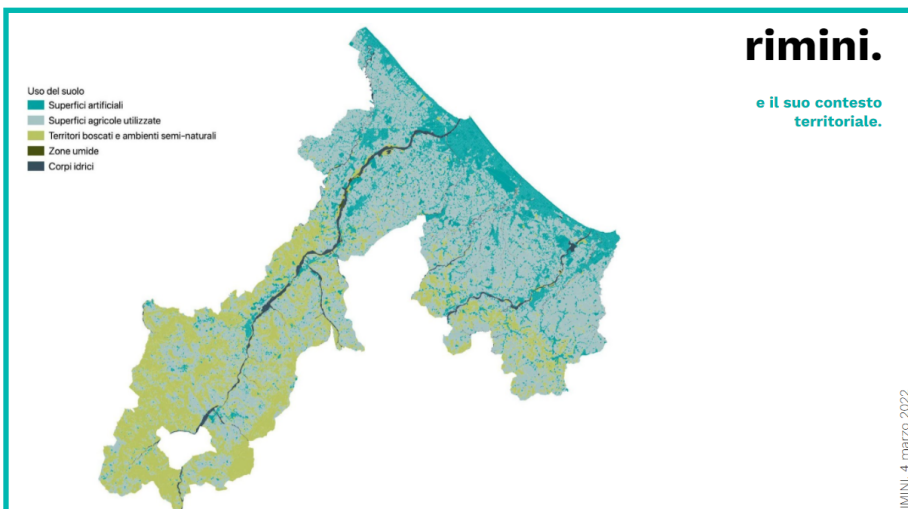 rimini.
e il suo contesto
territoriale.
Uso del suolo
Superfici artificiali
Superfici agricole utilizzate
Territori boscati e ambienti semi-naturali
Zone umide
Corpi idrici
IMINI, 4 marzo 2022